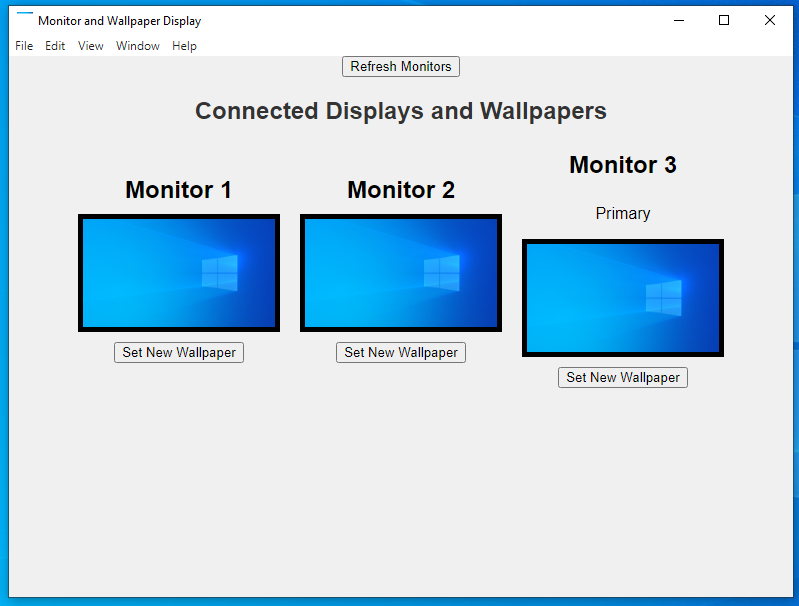 Monitor and Wallpaper Display
File Edit View Window Help
Refresh Monitors
Connected Displays and Wallpapers
Monitor 1
Set New Wallpaper
Monitor 2
Set New Wallpaper
Monitor 3
Primary
Set New Wallpaper